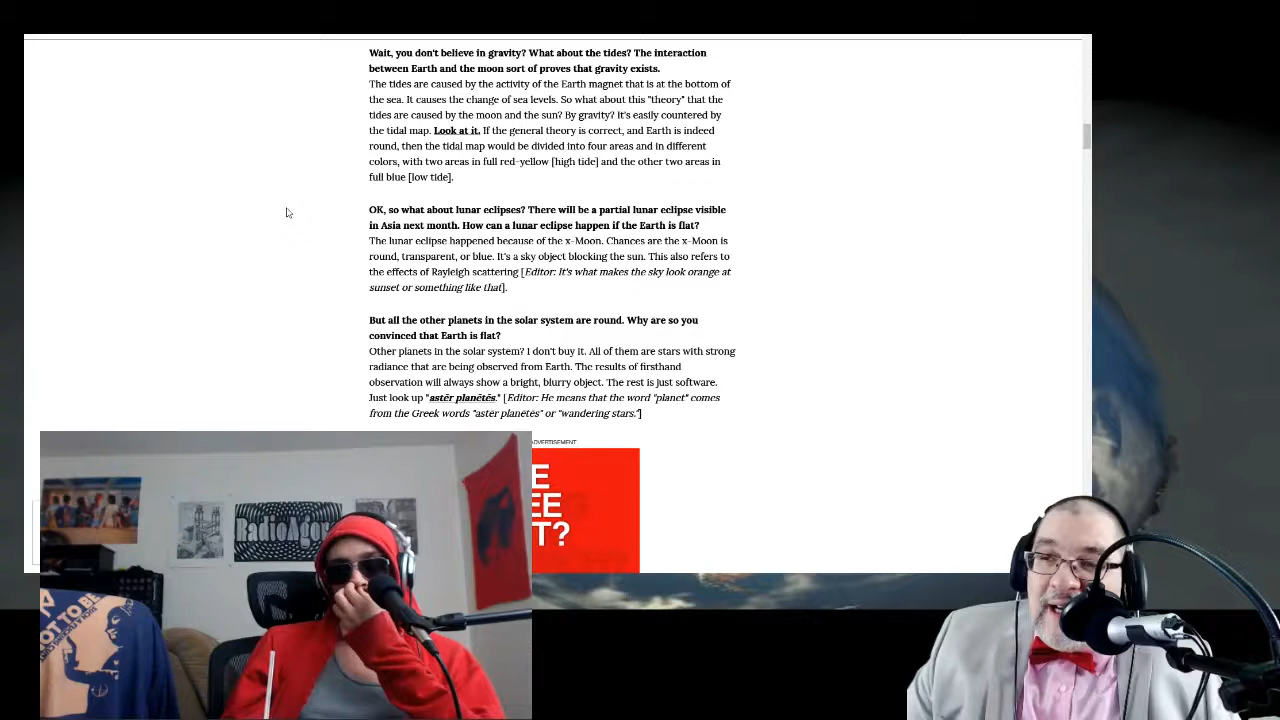 Wait, you don't believe in gravity? What about the tides? The interaction
between Earth and the moon sort of proves that gravity exists.
The tides are caused by the activity of the Earth magnet that is at the bottom of
the sea. It causes the change of sea levels. So what about this "theory" that the
tides are caused by the moon and the sun? By gravity? It's easily countered by
the tidal map. Look at it. If the general theory is correct, and Earth is indeed
round, then the tidal map would be divided into four areas and in different
colors, with two areas in full red-yellow [high tide] and the other two areas in
full blue [low tide].
OK, so what about lunar eclipses? There will be a partial lunar eclipse visible
in Asia next month. How can a lunar eclipse happen if the Earth is flat?
The lunar eclipse happened because of the x-Moon. Chances are the x-Moon is
round, transparent, or blue. It's a sky object blocking the sun. This also refers to
the effects of Rayleigh scattering [Editor: It's what makes the sky look orange at
sunset or something like that].
But all the other planets in the solar system are round. Why are so you
convinced that Earth is flat?
Other planets in the solar system? I don't buy it. All of them are stars with strong
radiance that are being observed from Earth. The results of firsthand
observation will always show a bright, blurry object. The rest is just software.
Just look up "astēr planētēs." [Editor: He means that the word "planet" comes
from the Greek words "astēr planētēs" or "wandering stars."]
ADVERTISEMENT
E
EE
T?
NOT TO BE